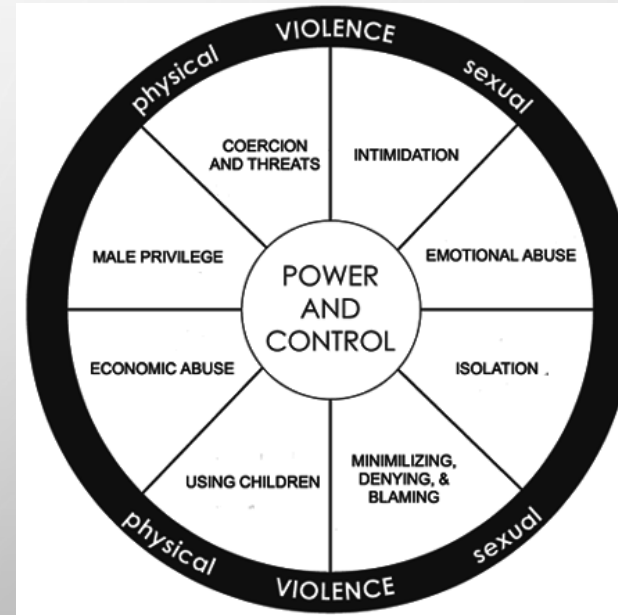 physical VIOLENCE sexual
COERCION
AND THREATS
INTIMIDATION
MALE PRIVILEGE
EMOTIONAL ABUSE
POWER
AND
CONTROL
ECONOMIC ABUSE
ISOLATION
USING CHILDREN
MINIMILIZING,
DENYING, &
BLAMING
physical VIOLENCE sexual